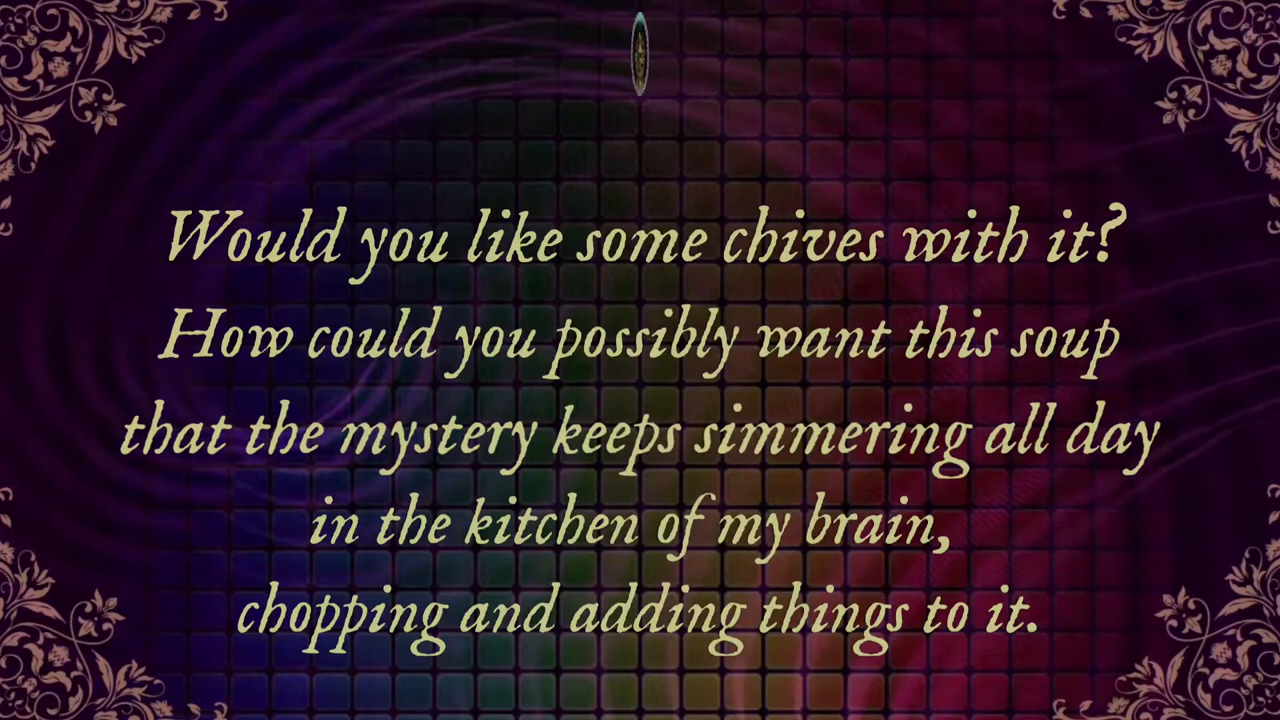 Would you like some chives with it?
How could you possibly want this soup
that the mystery keeps simmering all day
in the kitchen of my brain,
chopping and adding things to it.